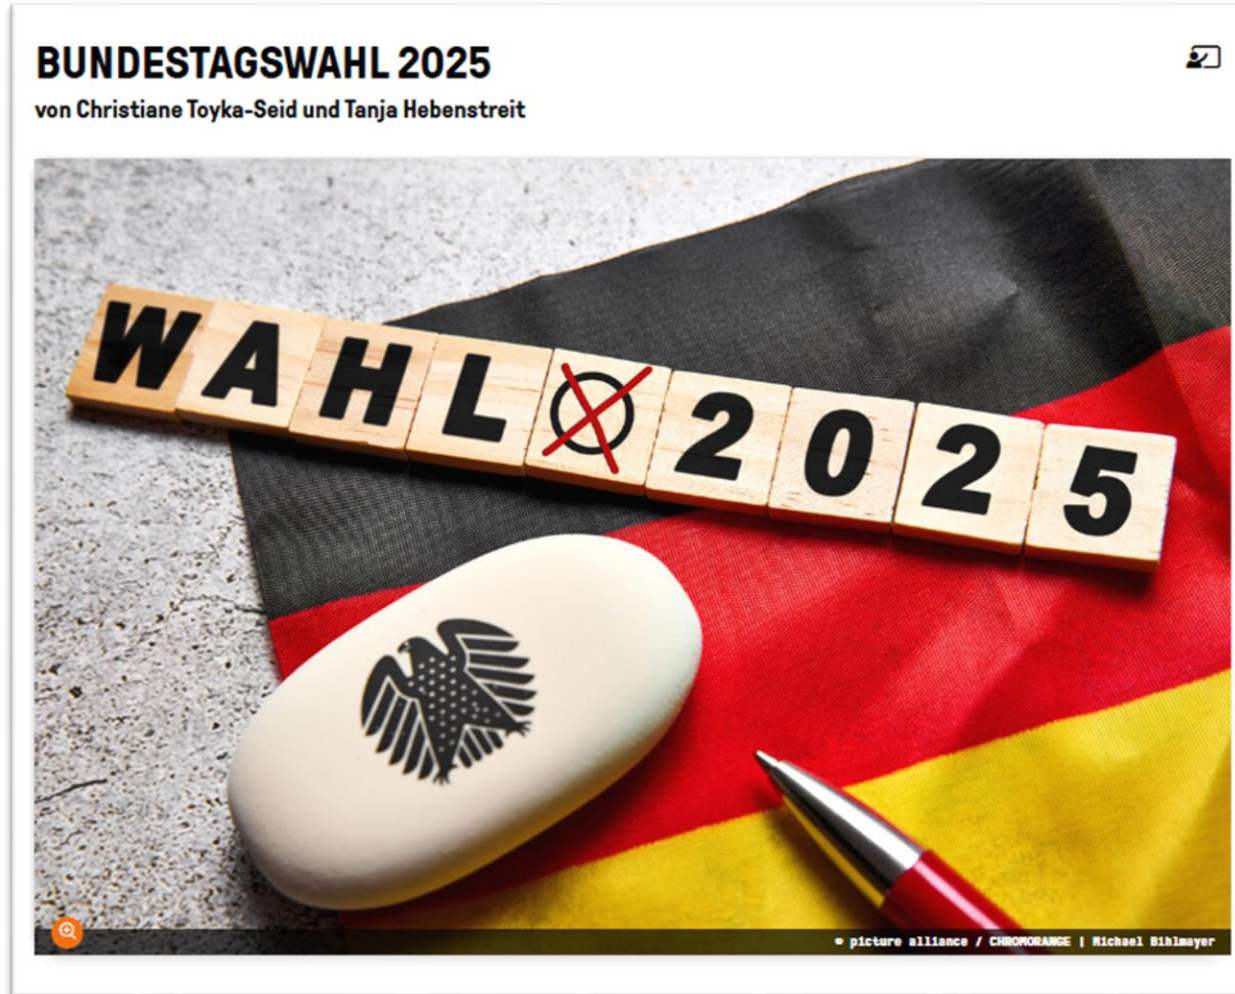 BUNDESTAGSWAHL 2025
von Christiane Toyka-Seid und Tanja Hebenstreit
WAHL 2025
© picture alliance / CHROMORANGE | Michael Bihlmayer